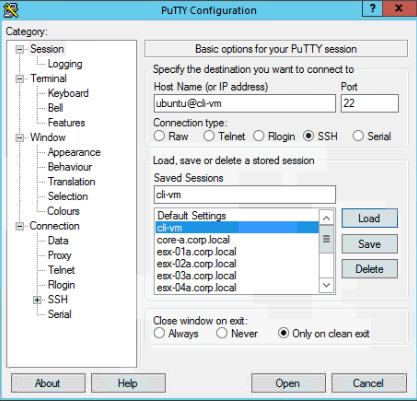 PuTTY Configuration
? x
Category:
Session
Logging
Terminal
Keyboard
Bell
Features
Window
Appearance
Behaviour
Translation
Selection
Colours
Connection
Data
Proxy
Telnet
Rlogin
SSH
Serial
Basic options for your PuTTY session
Specify the destination you want to connect to
Host Name (or IP address) Port
ubuntu@cli-vm 22
Connection type:
Raw Telnet Rlogin SSH Serial
Load, save or delete a stored session
Saved Sessions
cli-vm
Default Settings
cli-vm
core-a.corp.local
esx-01a.corp.local
esx-02a.corp.local
esx-03a.corp.local
esx-04a.corp.local
Load
Save
Delete
Close window on exit:
Always Never Only on clean exit
About Help Open Cancel